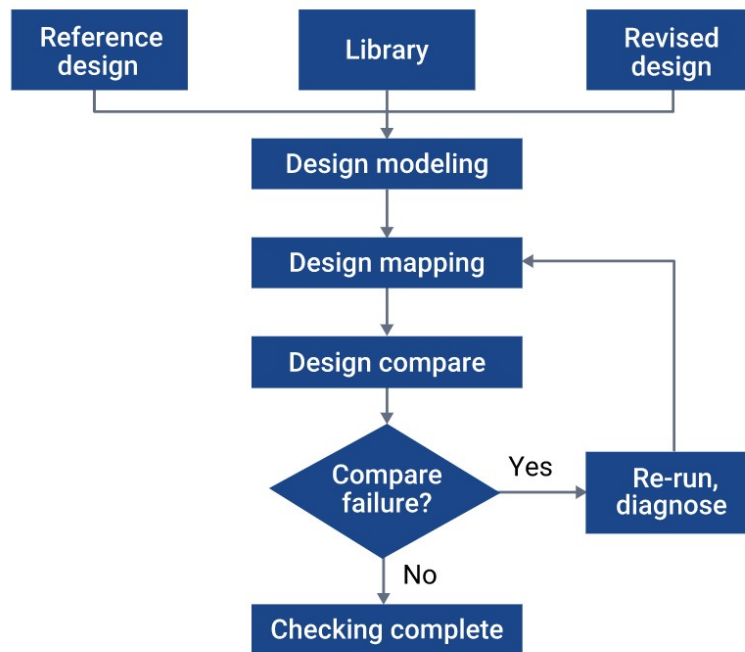 Reference
design
Library
Revised
design
Design modeling
Design mapping
Design compare
Compare
failure?
Yes
Re-run,
diagnose
No
Checking complete